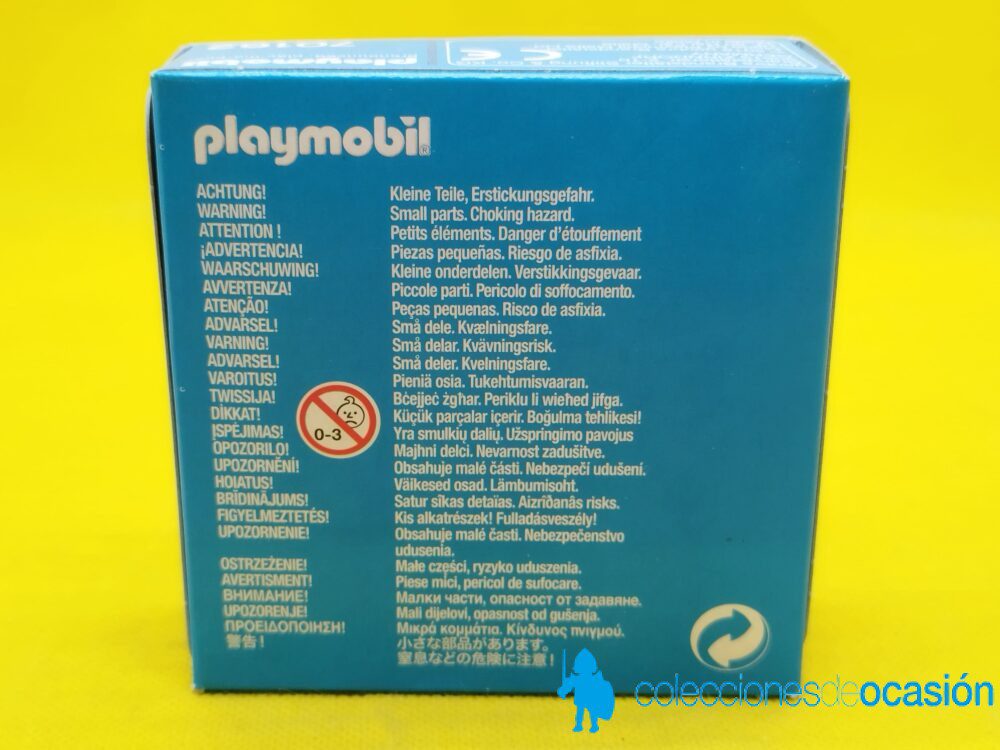 playmobil
playmobil®
ACHTUNG! Kleine Teile, Erstickungsgefahr.
WARNING! Small parts. Choking hazard.
ATTENTION ! Petits éléments. Danger d'étouffement
¡ADVERTENCIA! Piezas pequeñas. Riesgo de asfixia.
WAARSCHUWING! Kleine onderdelen. Verstikkingsgevaar.
AVVERTENZA! Piccole parti. Pericolo di soffocamento.
ATENÇÃO! Peças pequenas. Risco de asfixia.
ADVARSEL! Små dele. Kvælningsfare.
VARNING! Små delar. Kvävningsrisk.
ADVARSEL! Små deler. Kvelningsfare.
VAROITUS! Pieniä osia. Tukehtumisvaaran.
TWISSIJA! Bċejjeċ żgħar. Periklu li wieħed jifga.
DİKKAT! Küçük parçalar içerir. Boğulma tehlikesi!
ĮSPĖJIMAS! Yra smulkių dalių. Užspringimo pavojus
OPOZORILO! Majhni delci. Nevarnost zadušitve.
UPOZORNĚNÍ! Obsahuje malé části. Nebezpečí udušení.
HOIATUS! Väikesed osad. Lämbumisoht.
BRĪDINĀJUMS! Satur sīkas detaïas. Aizrîðanâs risks.
FIGYELMEZTETÉS! Kis alkatrészek! Fulladásveszély!
UPOZORNENIE! Obsahuje malé časti. Nebezpečenstvo
udusenia.
OSTRZEŻENIE! Małe części, ryzyko uduszenia.
AVERTISMENT! Piese mici, pericol de sufocare.
ВНИМАНИЕ! Малки части, опасност от задавяне.
UPOZORENJE! Mali dijelovi, opasnost od gušenja.
ΠΡΟΕΙΔΟΠΟΙΗΣΗ! Μικρά κομμάτια. Κίνδυνος πνιγμού.
警告! 小さな部品があります。
窒息などの危険に注意!
0-3
coleccionesdeocasión